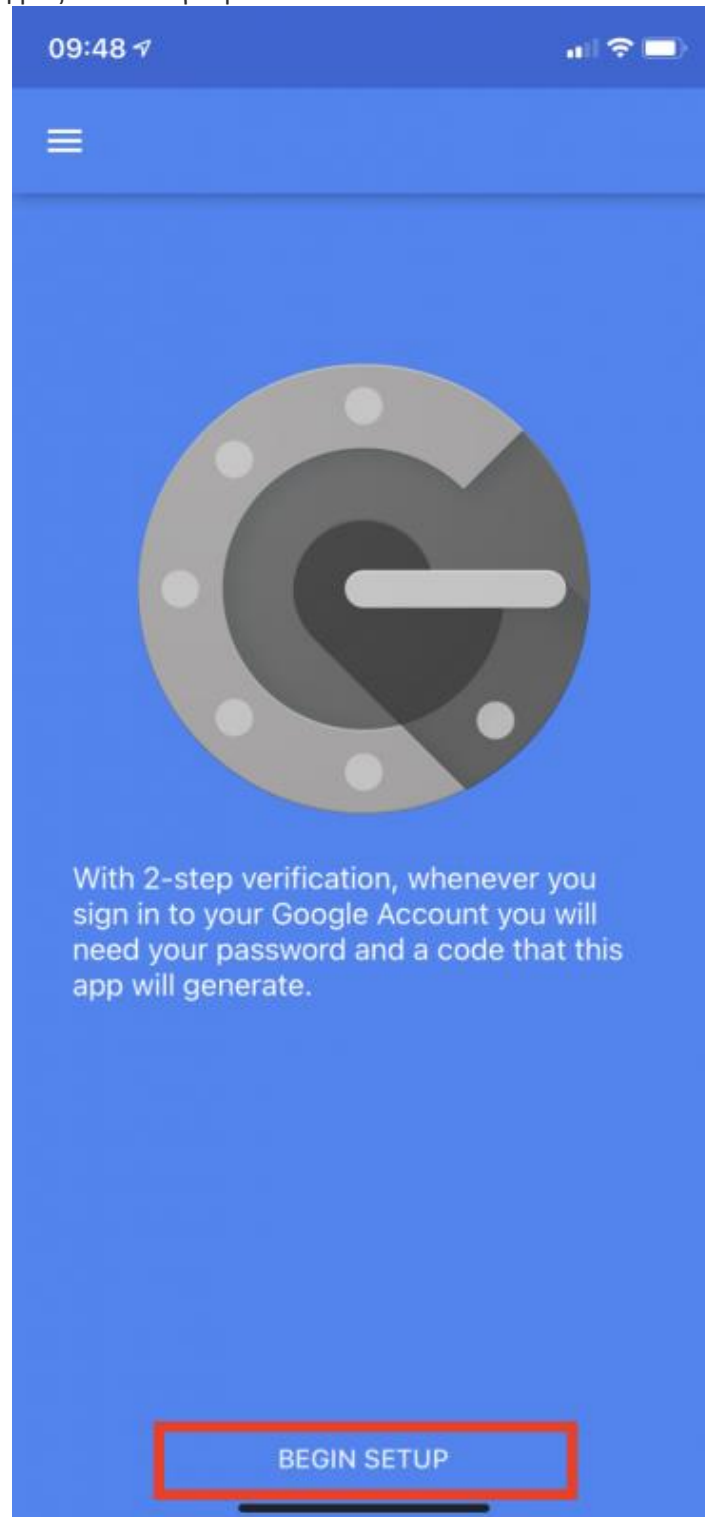 09:48
With 2-step verification, whenever you
sign in to your Google Account you will
need your password and a code that this
app will generate.
BEGIN SETUP